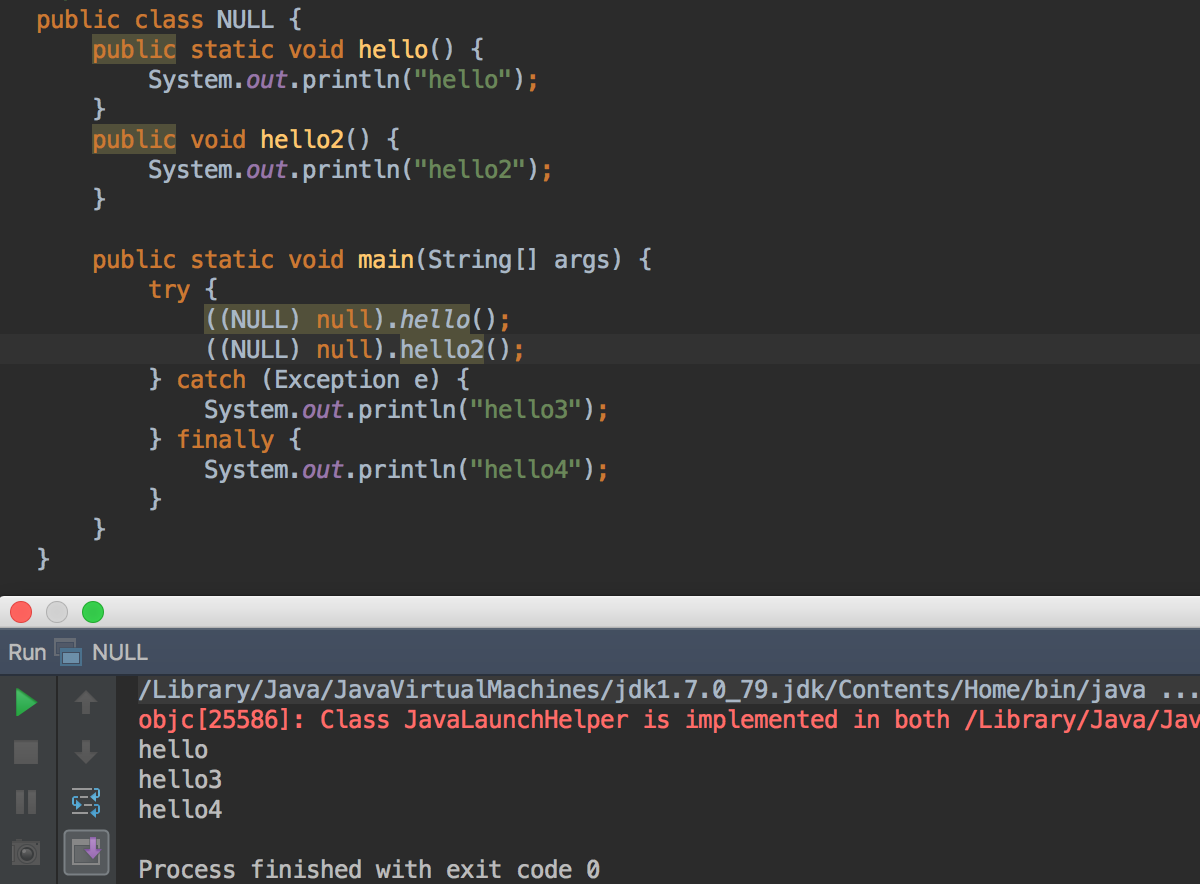 public class NULL {
    public static void hello() {
        System.out.println("hello");
    }
    public void hello2() {
        System.out.println("hello2");
    }

    public static void main(String[] args) {
        try {
            ((NULL) null).hello();
            ((NULL) null).hello2();
        } catch (Exception e) {
            System.out.println("hello3");
        } finally {
            System.out.println("hello4");
        }
    }
}
Run NULL
/Library/Java/JavaVirtualMachines/jdk1.7.0_79.jdk/Contents/Home/bin/java ...
objc[25586]: Class JavaLaunchHelper is implemented in both /Library/Java/Jav
hello
hello3
hello4

Process finished with exit code 0